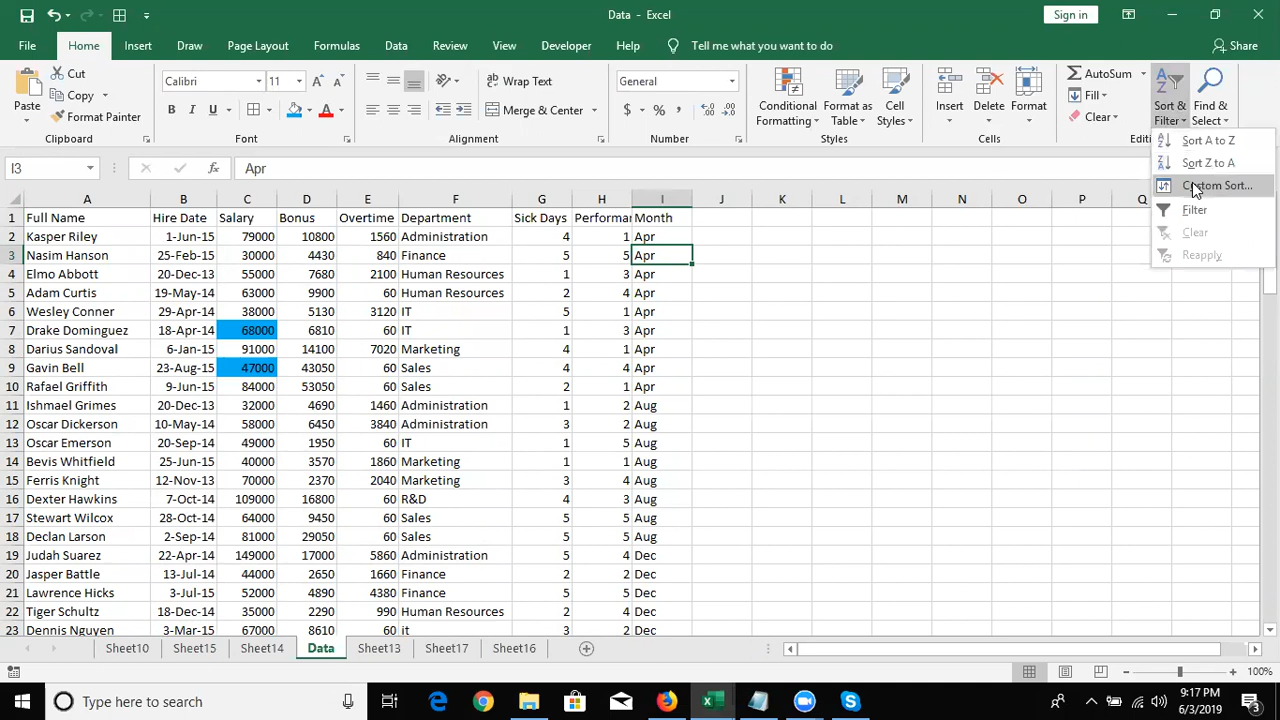 Data - Excel
Sign in
File Home Insert Draw Page Layout Formulas Data Review View Developer Help Tell me what you want to do Share
Paste Cut Copy Format Painter Clipboard
Calibri 11 B I U A Font
ab Wrap Text Merge & Center Alignment
General $ % , Number
Conditional Formatting Format as Table Cell Styles Styles
Insert Delete Format Cells
AutoSum Fill Clear Sort & Filter Find & Select Editi
Sort A to Z
Sort Z to A
Custom Sort...
Filter
Clear
Reapply
I3 fx Apr
A B C D E F G H I J K L M N O P Q
1 Full Name Hire Date Salary Bonus Overtime Department Sick Days Performan Month
2 Kasper Riley 1-Jun-15 79000 10800 1560 Administration 4 1 Apr
3 Nasim Hanson 25-Feb-15 30000 4430 840 Finance 5 5 Apr
4 Elmo Abbott 20-Dec-13 55000 7680 2100 Human Resources 1 3 Apr
5 Adam Curtis 19-May-14 63000 9900 60 Human Resources 2 4 Apr
6 Wesley Conner 29-Apr-14 38000 5130 3120 IT 5 1 Apr
7 Drake Dominguez 18-Apr-14 68000 6810 60 IT 1 3 Apr
8 Darius Sandoval 6-Jan-15 91000 14100 7020 Marketing 4 1 Apr
9 Gavin Bell 23-Aug-15 47000 43050 60 Sales 4 4 Apr
10 Rafael Griffith 9-Jun-15 84000 53050 60 Sales 2 1 Apr
11 Ishmael Grimes 20-Dec-13 32000 4690 1460 Administration 1 2 Aug
12 Oscar Dickerson 10-May-14 58000 6450 3840 Administration 3 2 Aug
13 Oscar Emerson 20-Sep-14 49000 1950 60 IT 1 5 Aug
14 Bevis Whitfield 25-Jun-15 40000 3570 1860 Marketing 1 1 Aug
15 Ferris Knight 12-Nov-13 70000 2370 2040 Marketing 3 4 Aug
16 Dexter Hawkins 7-Oct-14 109000 16800 60 R&D 4 3 Aug
17 Stewart Wilcox 28-Oct-14 64000 9450 60 Sales 5 5 Aug
18 Declan Larson 2-Sep-14 81000 29050 60 Sales 5 5 Aug
19 Judah Suarez 22-Apr-14 149000 17000 5860 Administration 5 4 Dec
20 Jasper Battle 13-Jul-14 44000 2650 1660 Finance 2 2 Dec
21 Lawrence Hicks 3-Jul-15 52000 4890 4380 Finance 5 5 Dec
22 Tiger Schultz 18-Dec-14 35000 2290 990 Human Resources 2 4 Dec
23 Dennis Nguyen 3-Mar-15 67000 8610 60 it 3 2 Dec
Sheet10 Sheet15 Sheet14 Data Sheet13 Sheet17 Sheet16
100%
Type here to search
9:17 PM
6/3/2019
3